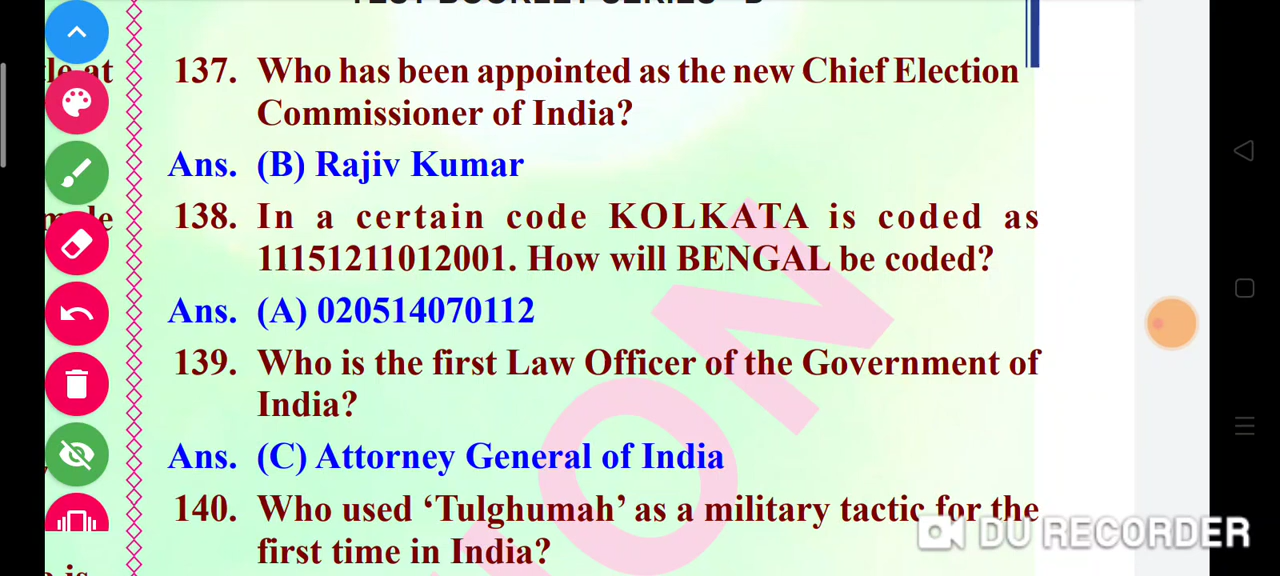 137. Who has been appointed as the new Chief Election
Commissioner of India?
Ans. (B) Rajiv Kumar
138. In a certain code KOLKATA is coded as
11151211012001. How will BENGAL be coded?
Ans. (A) 020514070112
139. Who is the first Law Officer of the Government of
India?
Ans. (C) Attorney General of India
140. Who used ‘Tulghumah’ as a military tactic for the
first time in India?
DU RECORDER